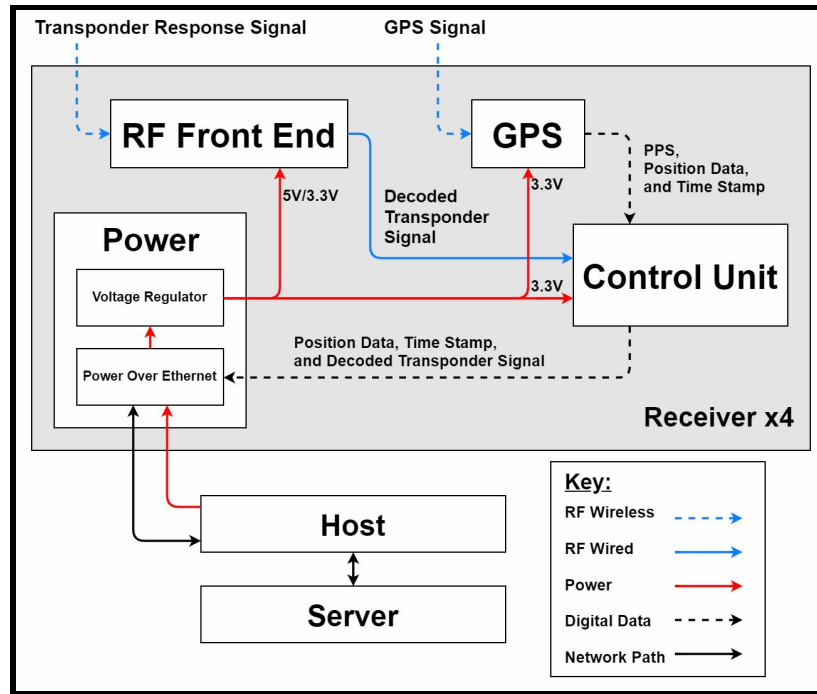 Transponder Response Signal
GPS Signal
RF Front End
GPS
PPS,
Position Data,
and Time Stamp
5V/3.3V
3.3V
Decoded
Transponder
Signal
Power
Voltage Regulator
Control Unit
3.3V
Position Data, Time Stamp,
and Decoded Transponder Signal
Power Over Ethernet
Receiver x4
Host
Server
Key:
RF Wireless
RF Wired
Power
Digital Data
Network Path